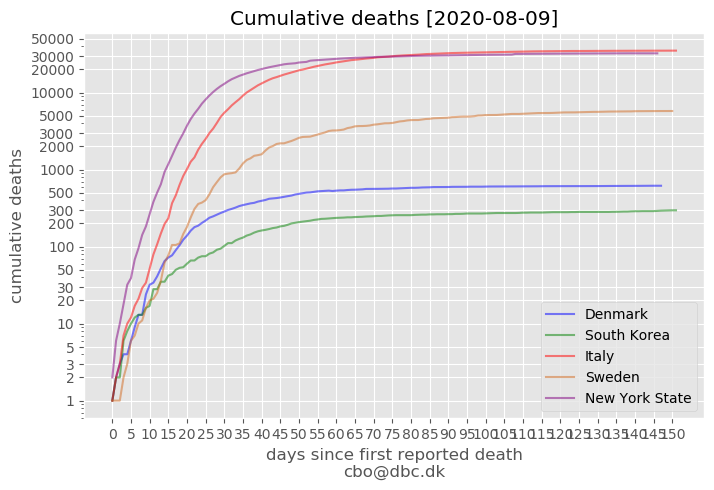 Cumulative deaths [2020-08-09]
50000
30000
20000
10000
5000
3000
2000
1000
500
300
200
100
50
30
20
10
5
3
2
1
cumulative deaths
Denmark
South Korea
Italy
Sweden
New York State
0 5 10 15 20 25 30 35 40 45 50 55 60 65 70 75 80 85 90 95 100 105 110 115 120 125 130 135 140 145 150
days since first reported death
cbo@dbc.dk